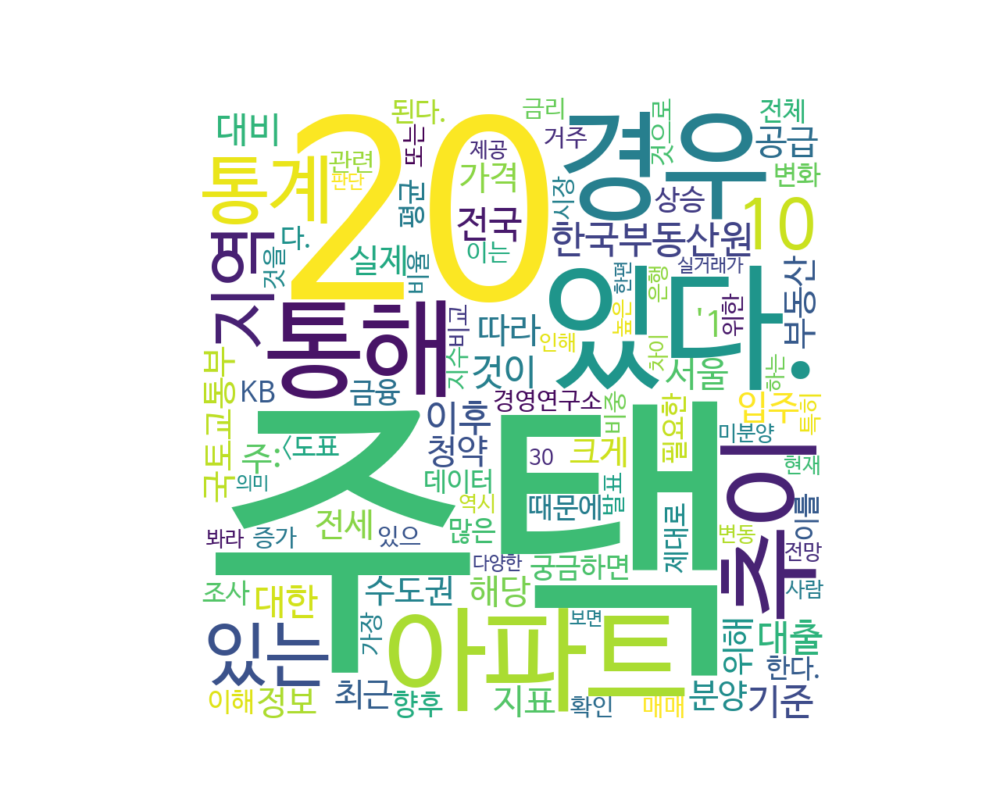 된다.
금리
것으로
전체
대비
20
또는
제공
거주
경우
공급
통계
관련
판단
평균
가격
시장
상승
변화
지역
것을
다.
실제
비율
전국
이는
한국부동산원
10
통해
비교
따라
있다.
한편
높은
은행
실거래가
위한
부동산
'1
인해
차이
지수
것이
서울
하는
국토교통부
KB
금융
이후
경영연구소
비중
필요한
입주
특히
주:
〈도표
청약
30
크게
미분양
추이
주택
의미
데이터
역시
때문에
발표
제대로
현재
이를
봐라
증가
전세
있으
많은
다양한
궁금하면
변동
전망
조사
대한
수도권
해당
사람
있는
가장
아파트
보면
위해
대출
한다.
이해
정보
최근
향후
지표
확인
매매
분양
기준